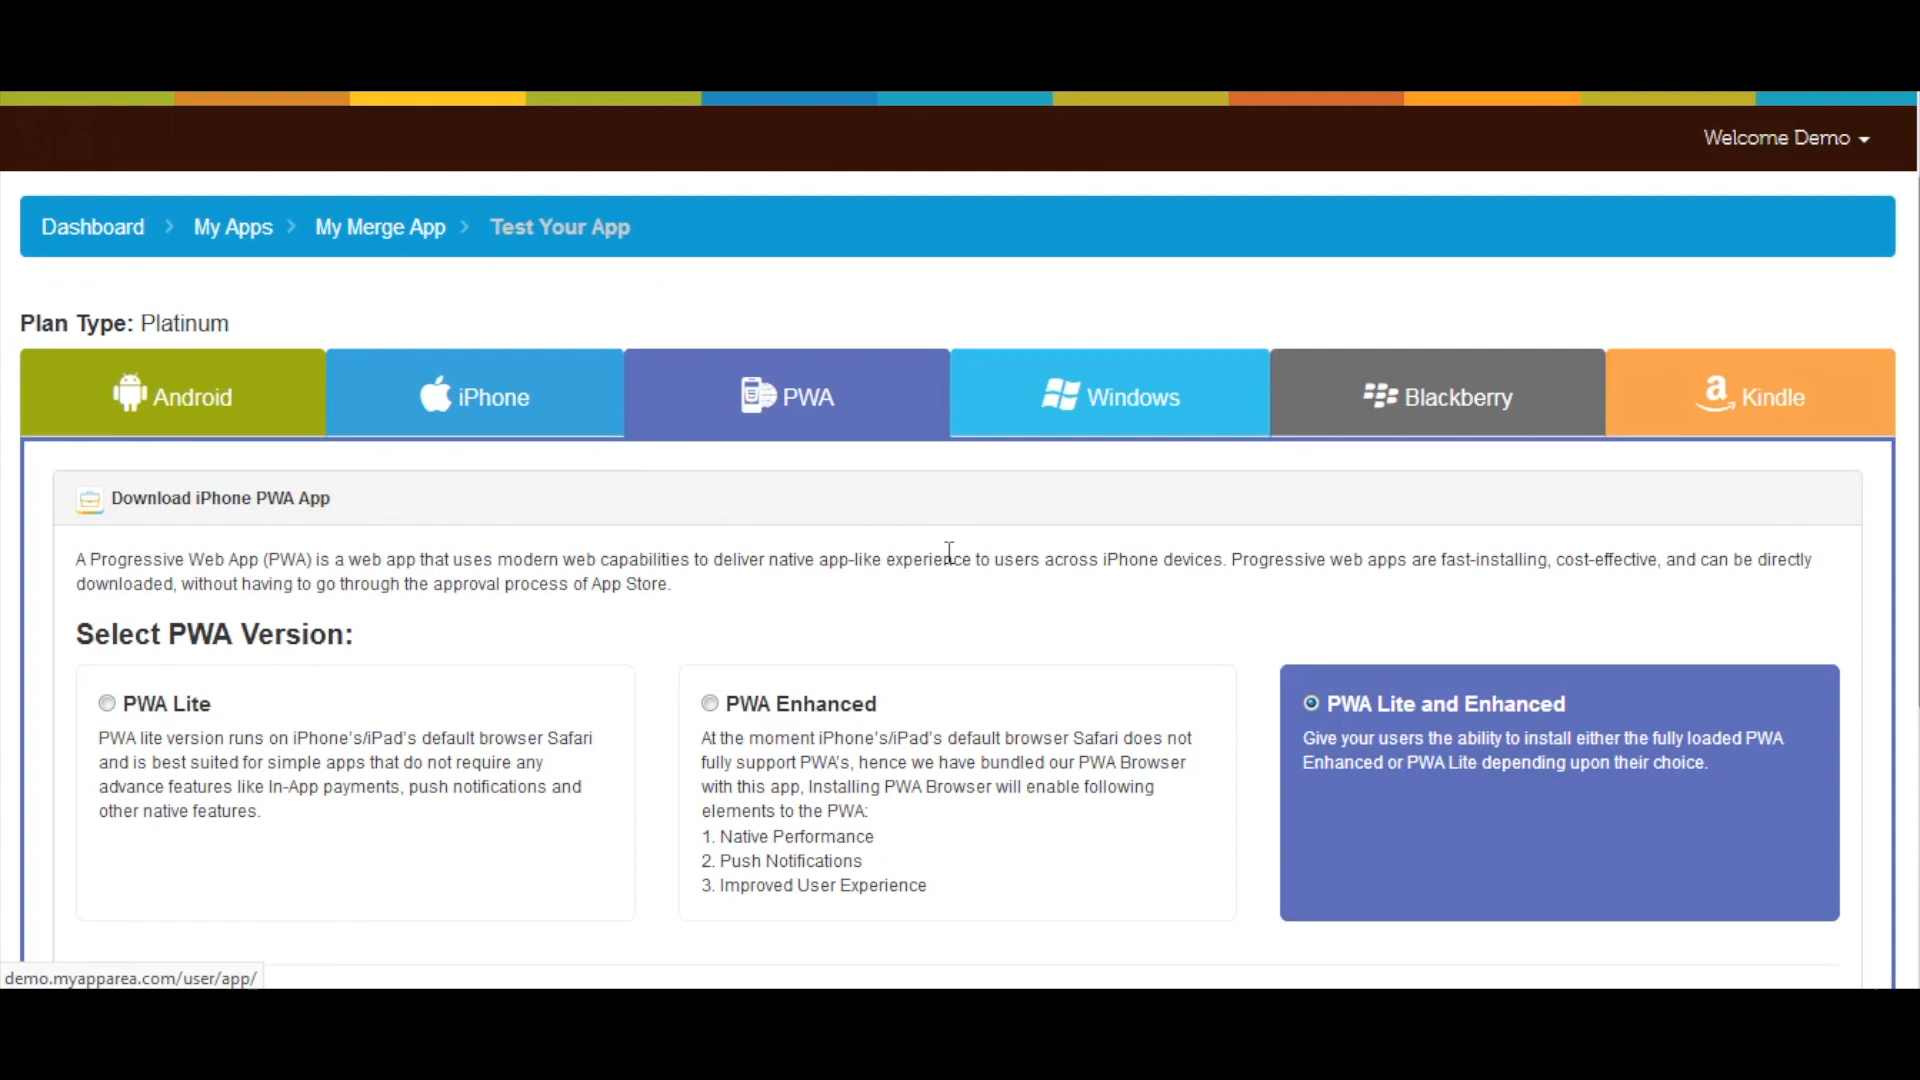 Welcome Demo
Dashboard My Apps My Merge App Test Your App
Plan Type: Platinum
Android iPhone PWA Windows Blackberry Kindle
Download iPhone PWA App
A Progressive Web App (PWA) is a web app that uses modern web capabilities to deliver native app-like experience to users across iPhone devices. Progressive web apps are fast-installing, cost-effective, and can be directly
downloaded, without having to go through the approval process of App Store.
Select PWA Version:
PWA Lite
PWA lite version runs on iPhone's/iPad's default browser Safari
and is best suited for simple apps that do not require any
advance features like In-App payments, push notifications and
other native features.
PWA Enhanced
At the moment iPhone's/iPad's default browser Safari does not
fully support PWA's, hence we have bundled our PWA Browser
with this app, Installing PWA Browser will enable following
elements to the PWA:
1. Native Performance
2. Push Notifications
3. Improved User Experience
PWA Lite and Enhanced
Give your users the ability to install either the fully loaded PWA
Enhanced or PWA Lite depending upon their choice.
demo.myapparea.com/user/app/